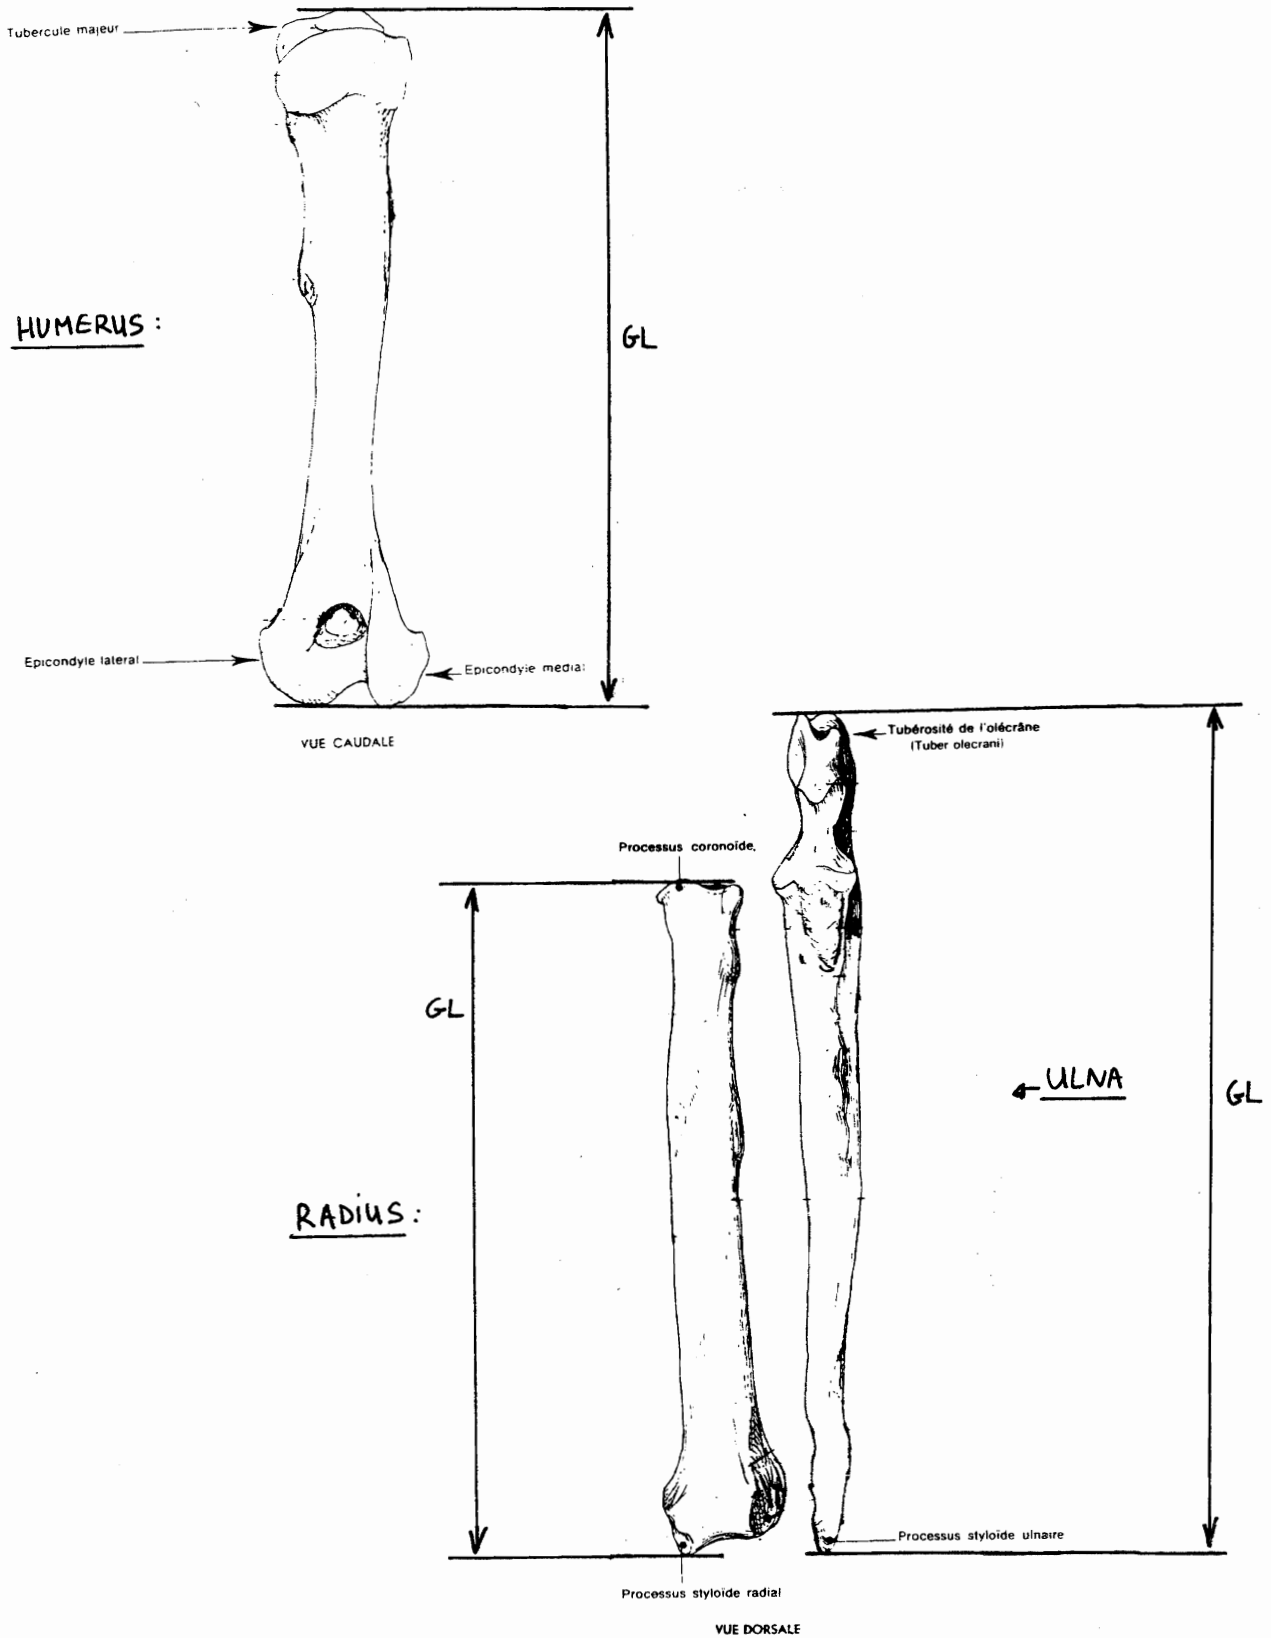 Tubercule majeur
HUMERUS :
GL
Epicondyle lateral
Epicondyle medial
VUE CAUDALE
Tubérosité de l'olécrâne
(Tuber olecrani)
Processus coronoïde.
GL
ULNA
GL
RADIUS :
Processus styloïde ulnaire
Processus styloïde radial
VUE DORSALE